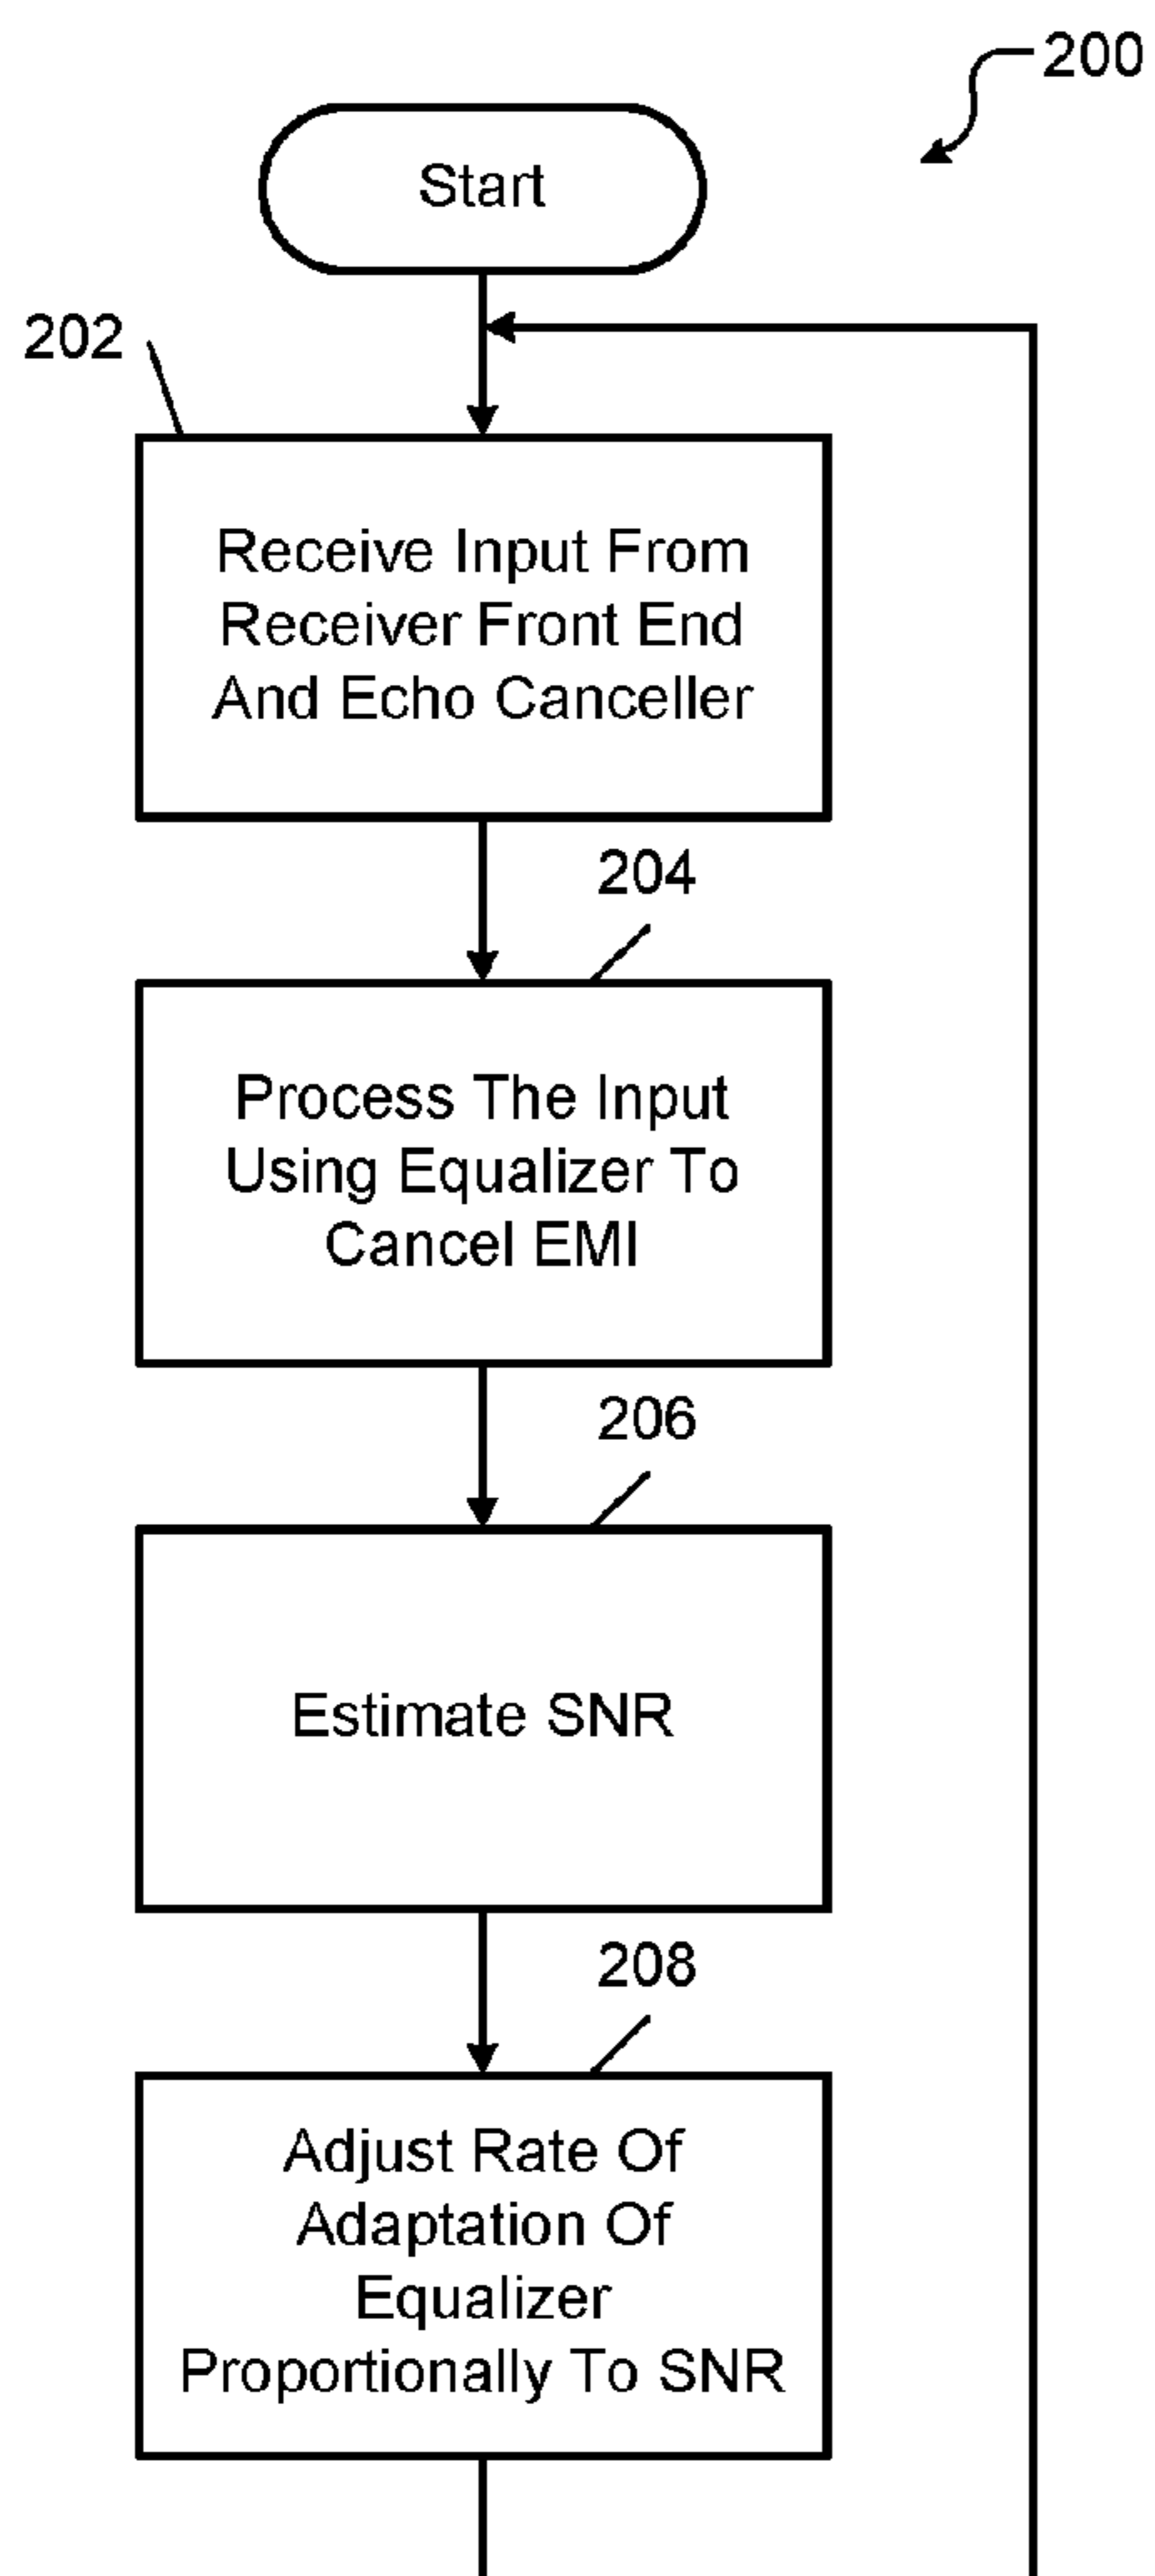 200
Start
202
Receive Input From
Receiver Front End
And Echo Canceller
204
Process The Input
Using Equalizer To
Cancel EMI
206
Estimate SNR
208
Adjust Rate Of
Adaptation Of
Equalizer
Proportionally To SNR